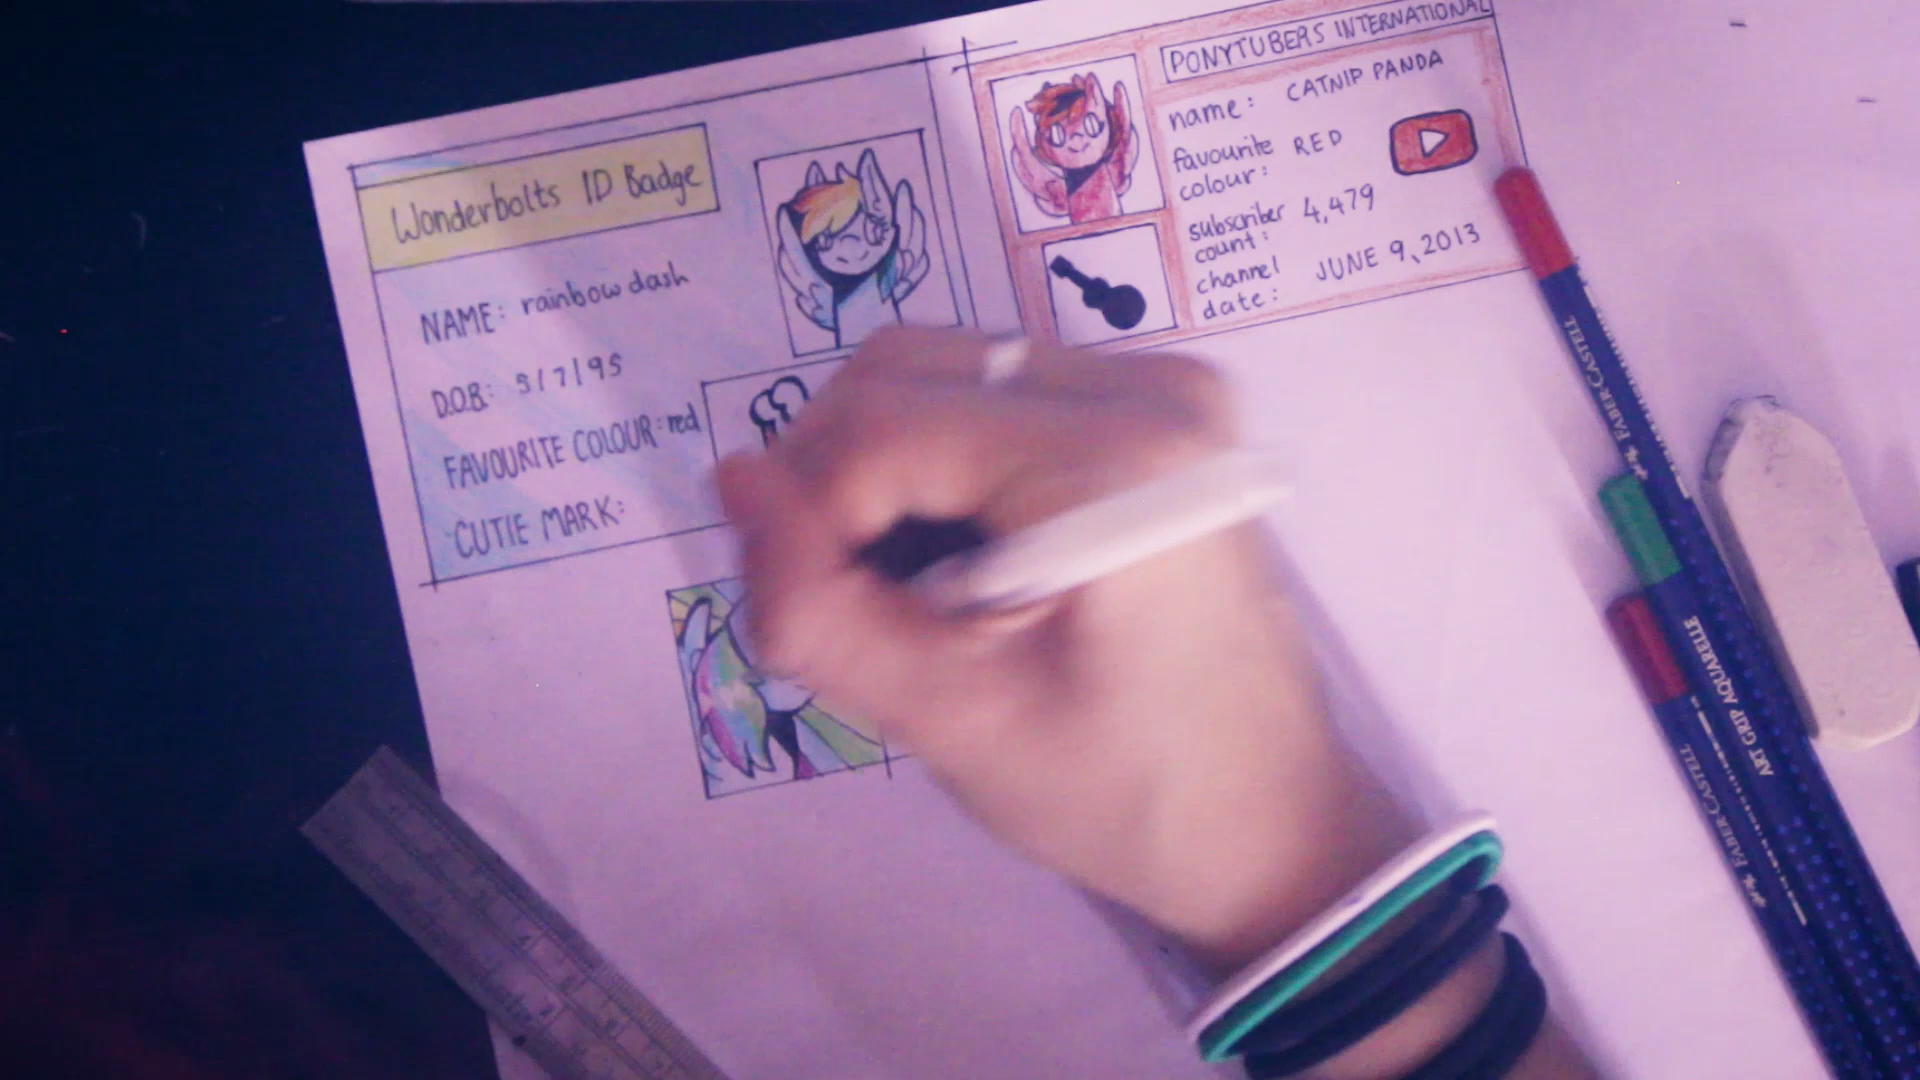 Wonderbolts ID Badge
NAME: rainbow dash
D.O.B: 5/7/95
FAVOURITE COLOUR: red
CUTIE MARK:
PONYTUBERS INTERNATIONAL
name: CATNIP PANDA
favourite colour: RED
subscriber count: 4,479
channel date: JUNE 9, 2013
FABER CASTELL
ART GRIP AQUARELLE
FABER CASTELL